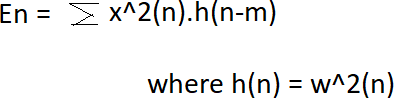 En = ∑ x^2(n).h(n-m)
where h(n) = w^2(n)